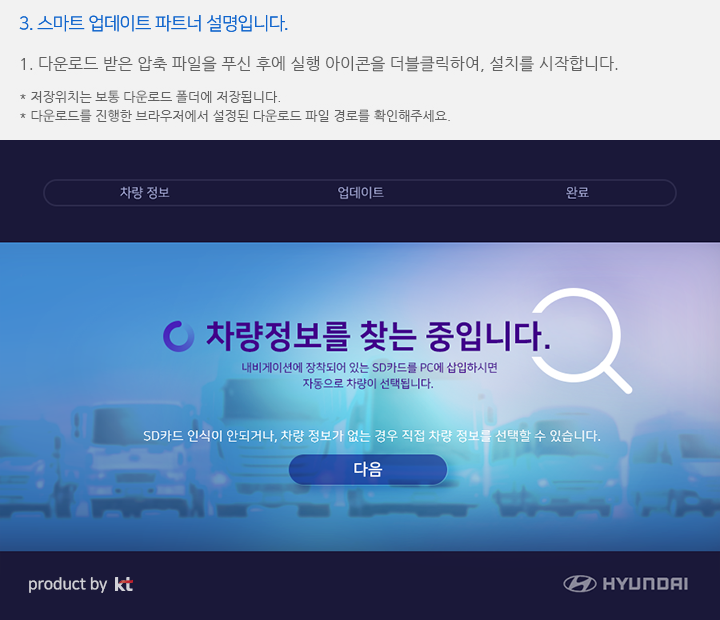 3. 스마트 업데이트 파트너 설명입니다.
1. 다운로드 받은 압축 파일을 푸신 후에 실행 아이콘을 더블클릭하여, 설치를 시작합니다.
* 저장위치는 보통 다운로드 폴더에 저장됩니다.
* 다운로드를 진행한 브라우저에서 설정된 다운로드 파일 경로를 확인해주세요.
차량 정보 업데이트 완료
차량정보를 찾는 중입니다.
내비게이션에 장착되어 있는 SD카드를 PC에 삽입하시면
자동으로 차량이 선택됩니다.
SD카드 인식이 안되거나, 차량 정보가 없는 경우 직접 차량 정보를 선택할 수 있습니다.
다음
product by kt HYUNDAI